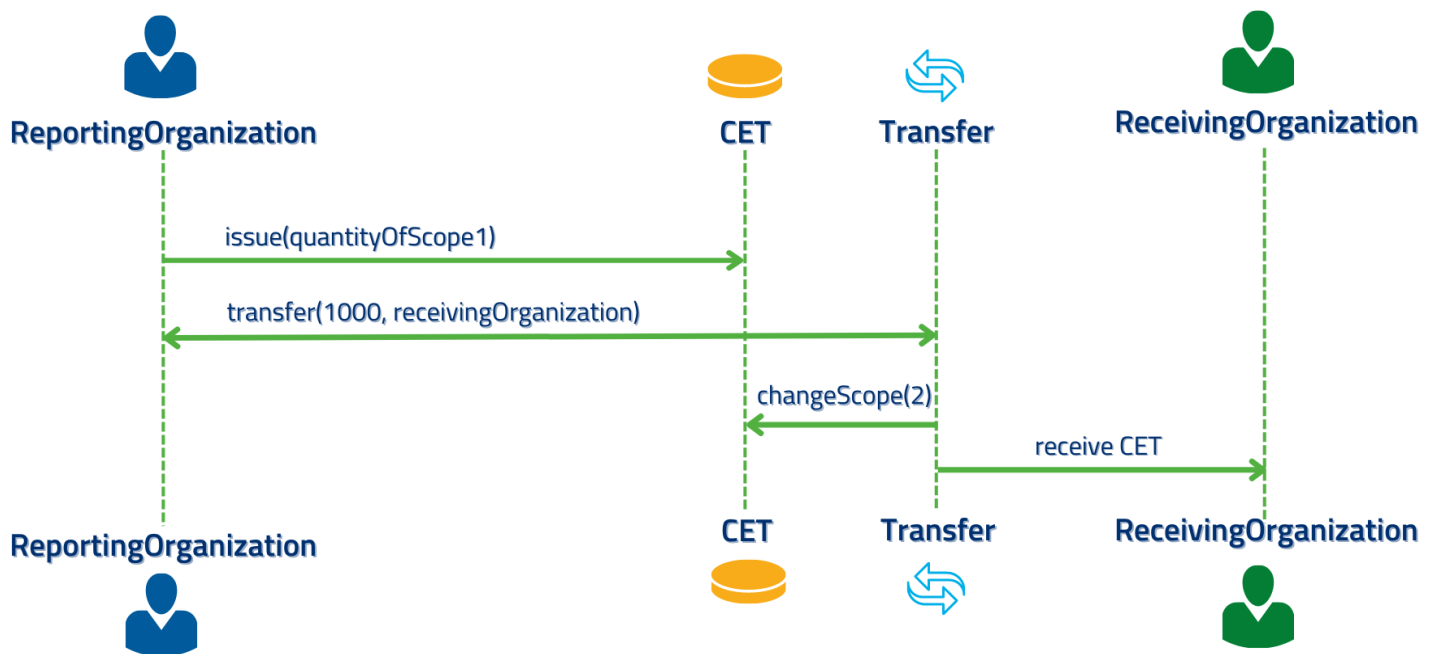 ReportingOrganization
CET
Transfer
ReceivingOrganization
issue(quantityOfScope1)
transfer(1000, receivingOrganization)
changeScope(2)
receive CET
ReportingOrganization
CET
Transfer
ReceivingOrganization